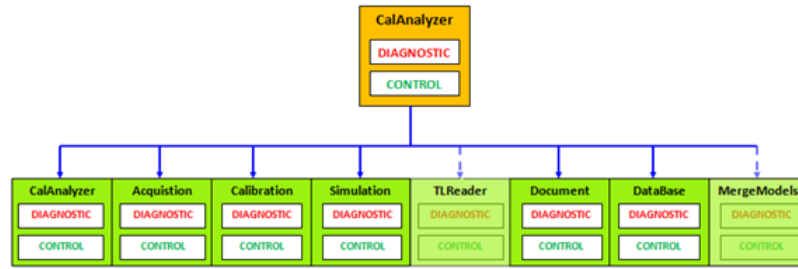 CalAnalyzer
DIAGNOSTIC
CONTROL
CalAnalyzer Acquistion Calibration Simulation TLReader Document DataBase MergeModels
DIAGNOSTIC DIAGNOSTIC DIAGNOSTIC DIAGNOSTIC DIAGNOSTIC DIAGNOSTIC DIAGNOSTIC DIAGNOSTIC
CONTROL CONTROL CONTROL CONTROL CONTROL CONTROL CONTROL CONTROL